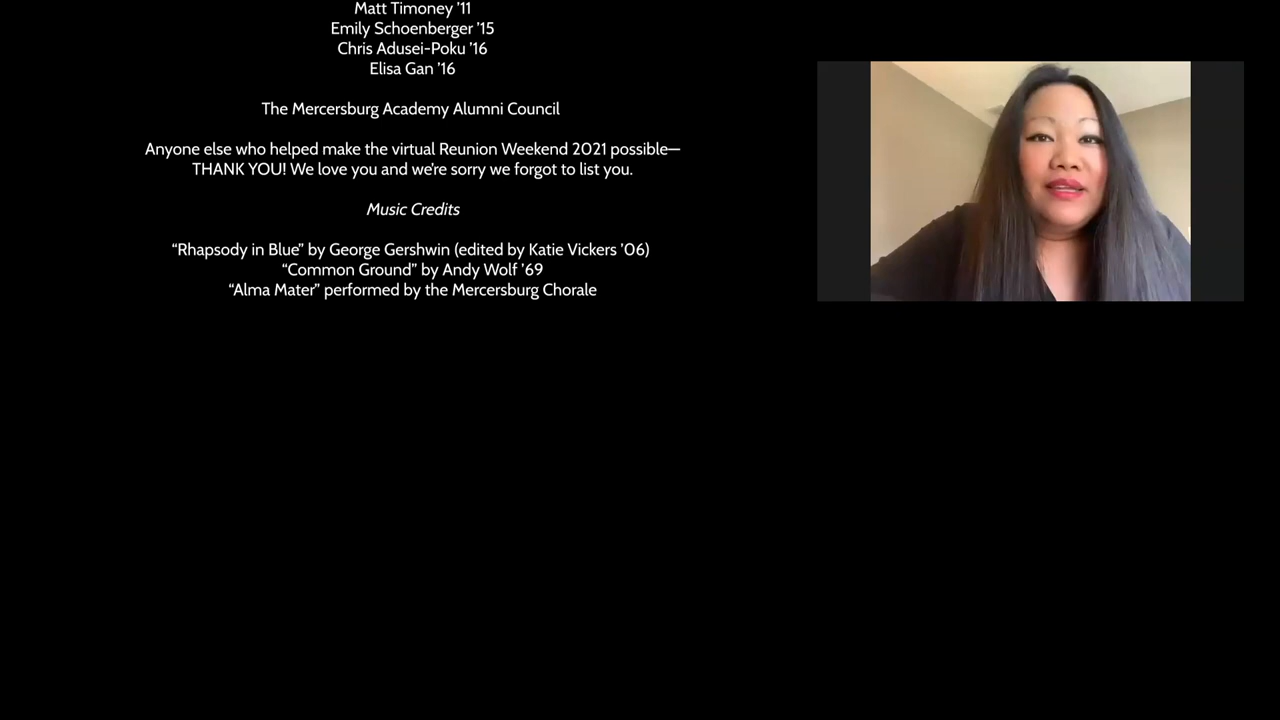 Matt Timoney ’11
Emily Schoenberger ’15
Chris Adusei-Poku ’16
Elisa Gan ’16
The Mercersburg Academy Alumni Council
Anyone else who helped make the virtual Reunion Weekend 2021 possible—
THANK YOU! We love you and we’re sorry we forgot to list you.
Music Credits
“Rhapsody in Blue” by George Gershwin (edited by Katie Vickers ’06)
“Common Ground” by Andy Wolf ’69
“Alma Mater” performed by the Mercersburg Chorale